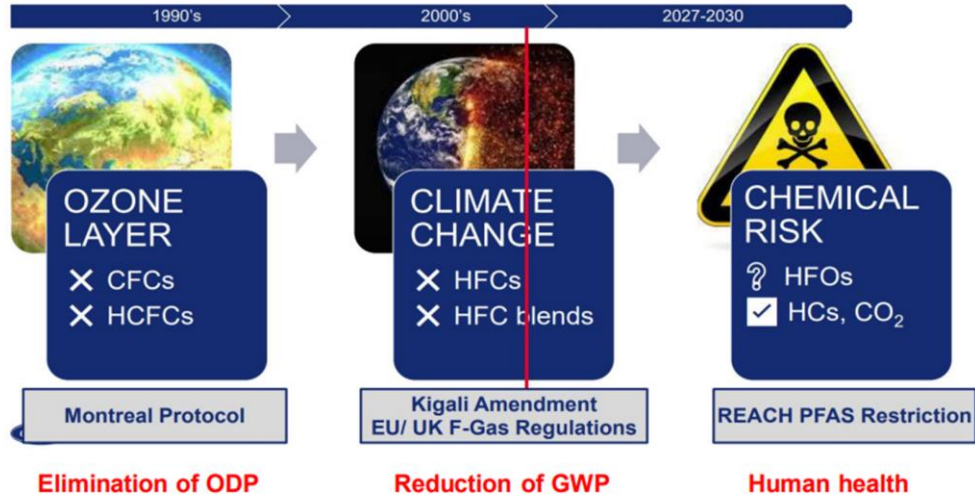 1990's
2000's
2027-2030
OZONE
LAYER
✕ CFCs
✕ HCFCs
CLIMATE
CHANGE
✕ HFCs
✕ HFC blends
CHEMICAL
RISK
? HFOs
✓ HCs, CO₂
Montreal Protocol
Kigali Amendment
EU/ UK F-Gas Regulations
REACH PFAS Restriction
Elimination of ODP
Reduction of GWP
Human health